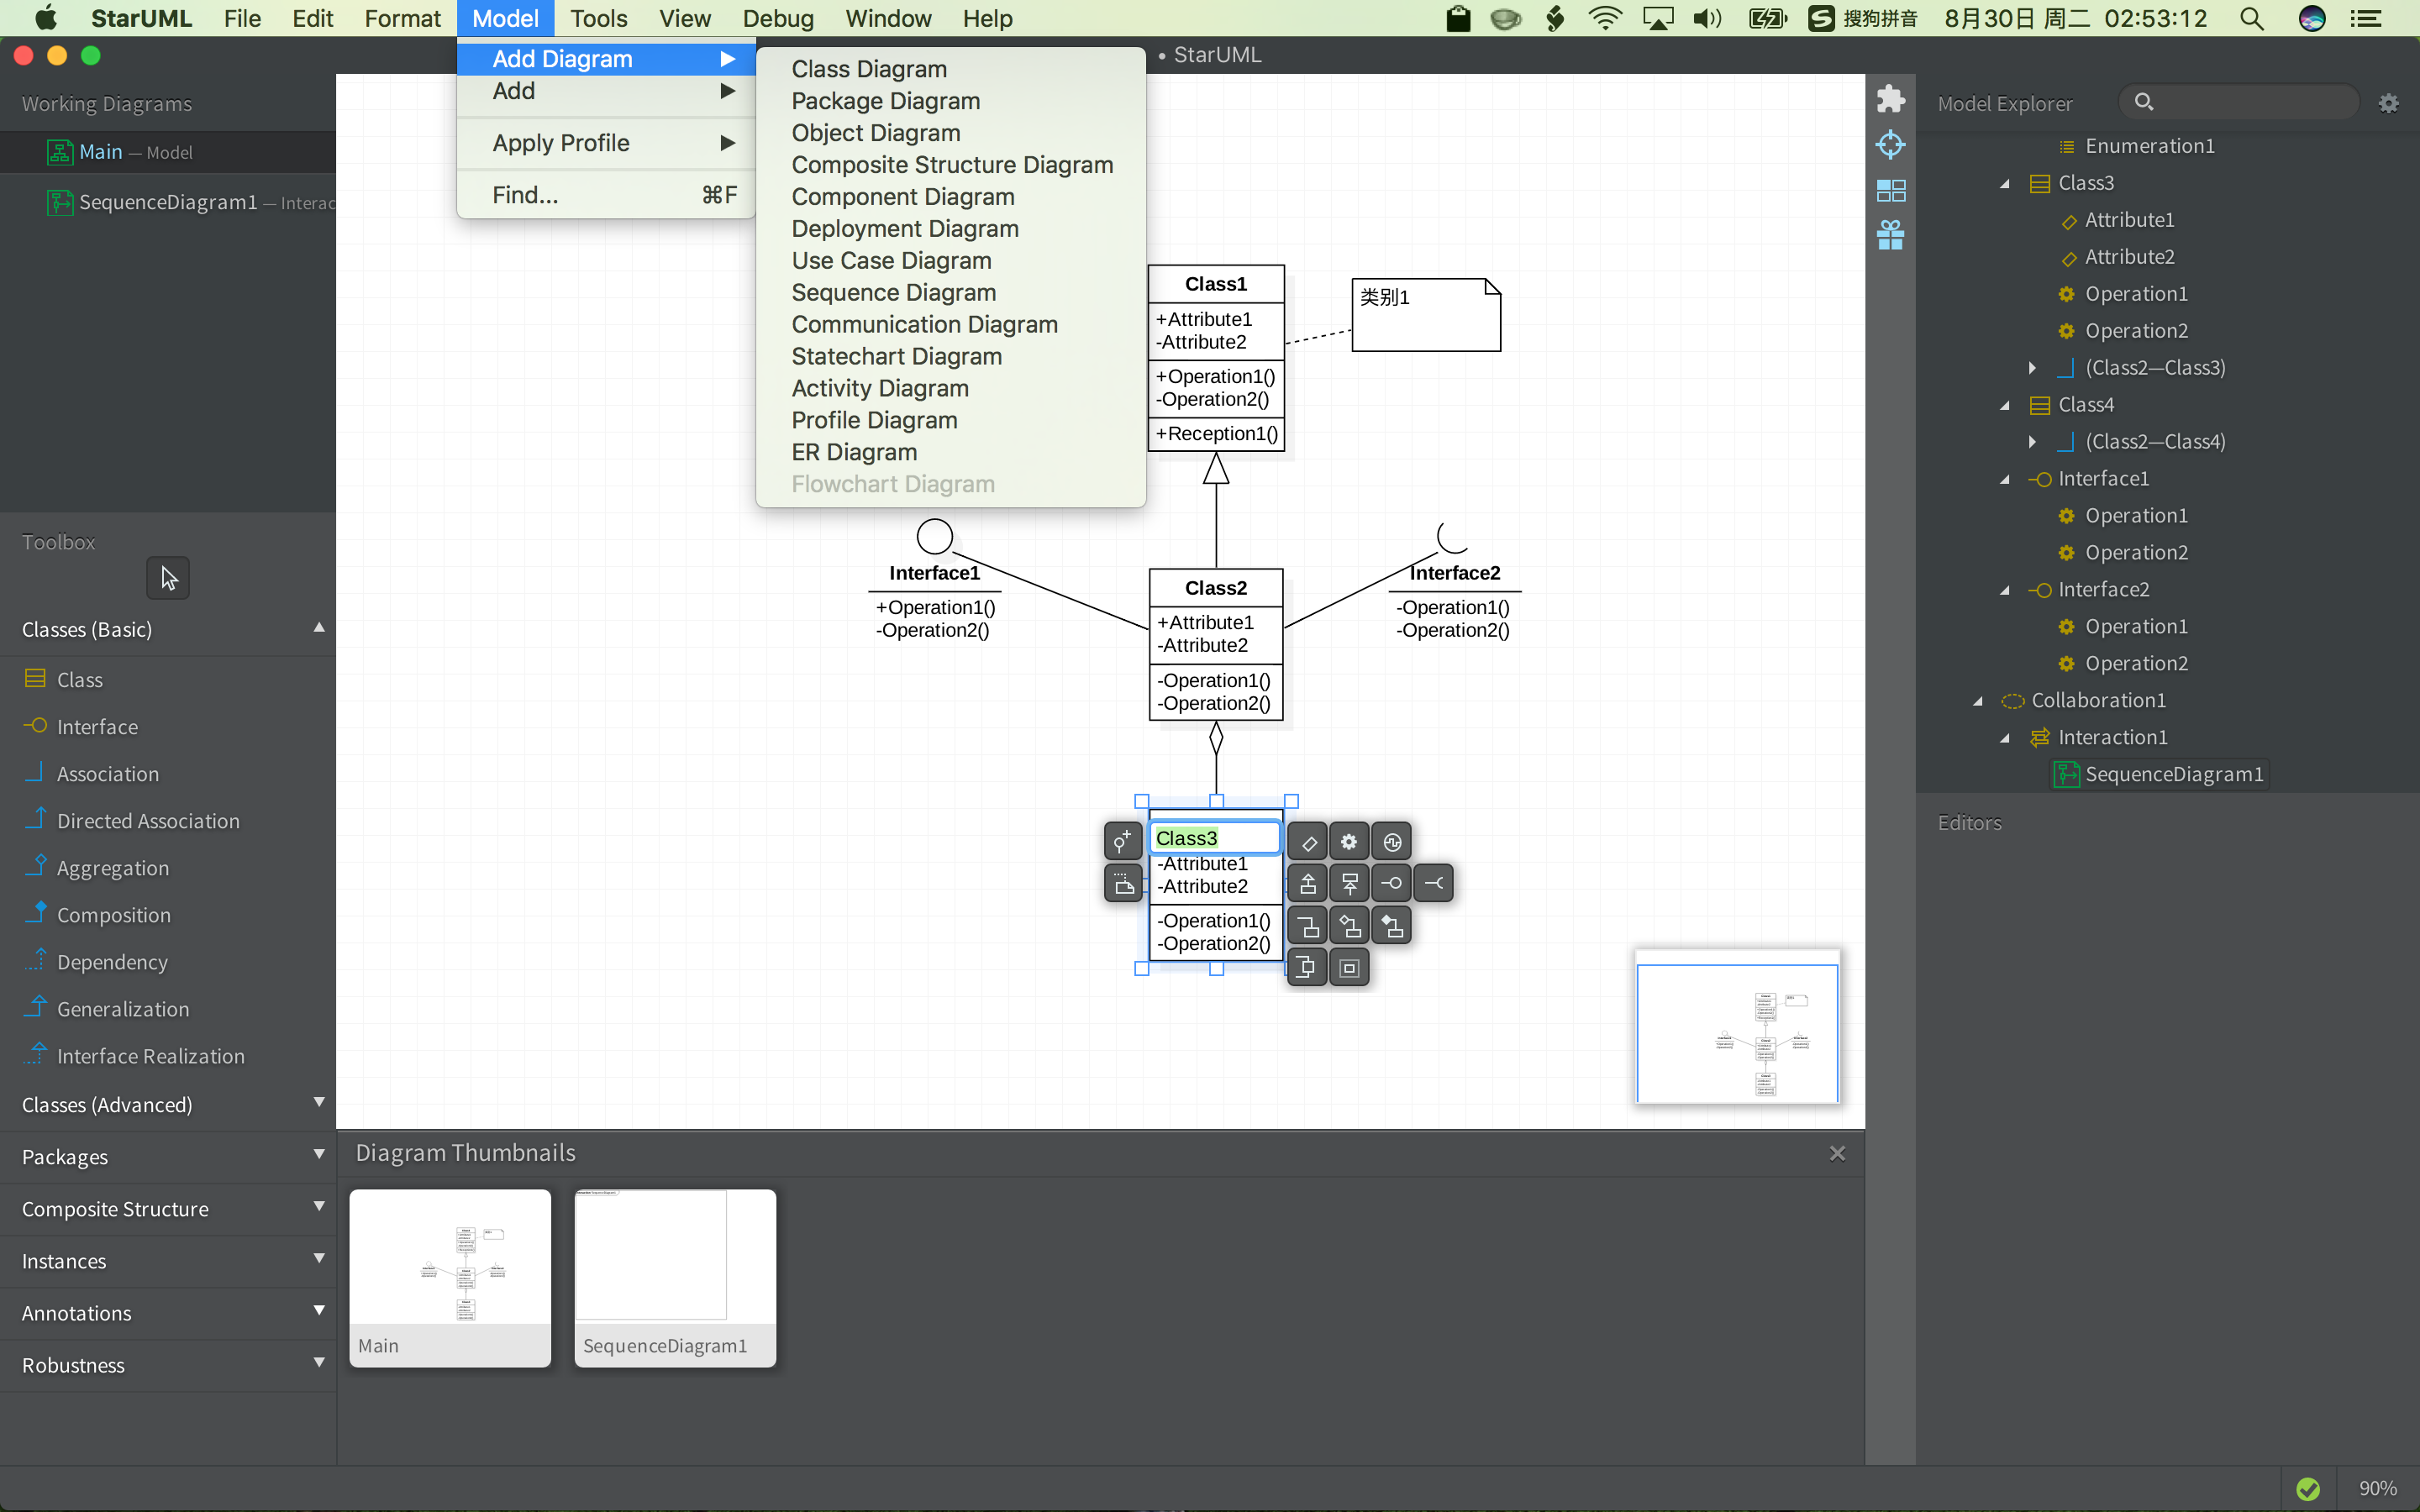 StarUML File Edit Format Model Tools View Debug Window Help 搜狗拼音 8月30日 周二 02:53:12
• StarUML
Working Diagrams
Main — Model
SequenceDiagram1 — Interac
Add Diagram
Add
Apply Profile
Find... ⌘F
Class Diagram
Package Diagram
Object Diagram
Composite Structure Diagram
Component Diagram
Deployment Diagram
Use Case Diagram
Sequence Diagram
Communication Diagram
Statechart Diagram
Activity Diagram
Profile Diagram
ER Diagram
Flowchart Diagram
Toolbox
Classes (Basic)
Class
Interface
Association
Directed Association
Aggregation
Composition
Dependency
Generalization
Interface Realization
Classes (Advanced)
Packages
Composite Structure
Instances
Annotations
Robustness
Class1
+Attribute1
-Attribute2
+Operation1()
-Operation2()
+Reception1()
类别1
Interface1
+Operation1()
-Operation2()
Class2
+Attribute1
-Attribute2
-Operation1()
-Operation2()
Interface2
-Operation1()
-Operation2()
Class3
-Attribute1
-Attribute2
-Operation1()
-Operation2()
Diagram Thumbnails
Main
SequenceDiagram1
Model Explorer
Enumeration1
Class3
Attribute1
Attribute2
Operation1
Operation2
(Class2—Class3)
Class4
(Class2—Class4)
Interface1
Operation1
Operation2
Interface2
Operation1
Operation2
Collaboration1
Interaction1
SequenceDiagram1
Editors
90%